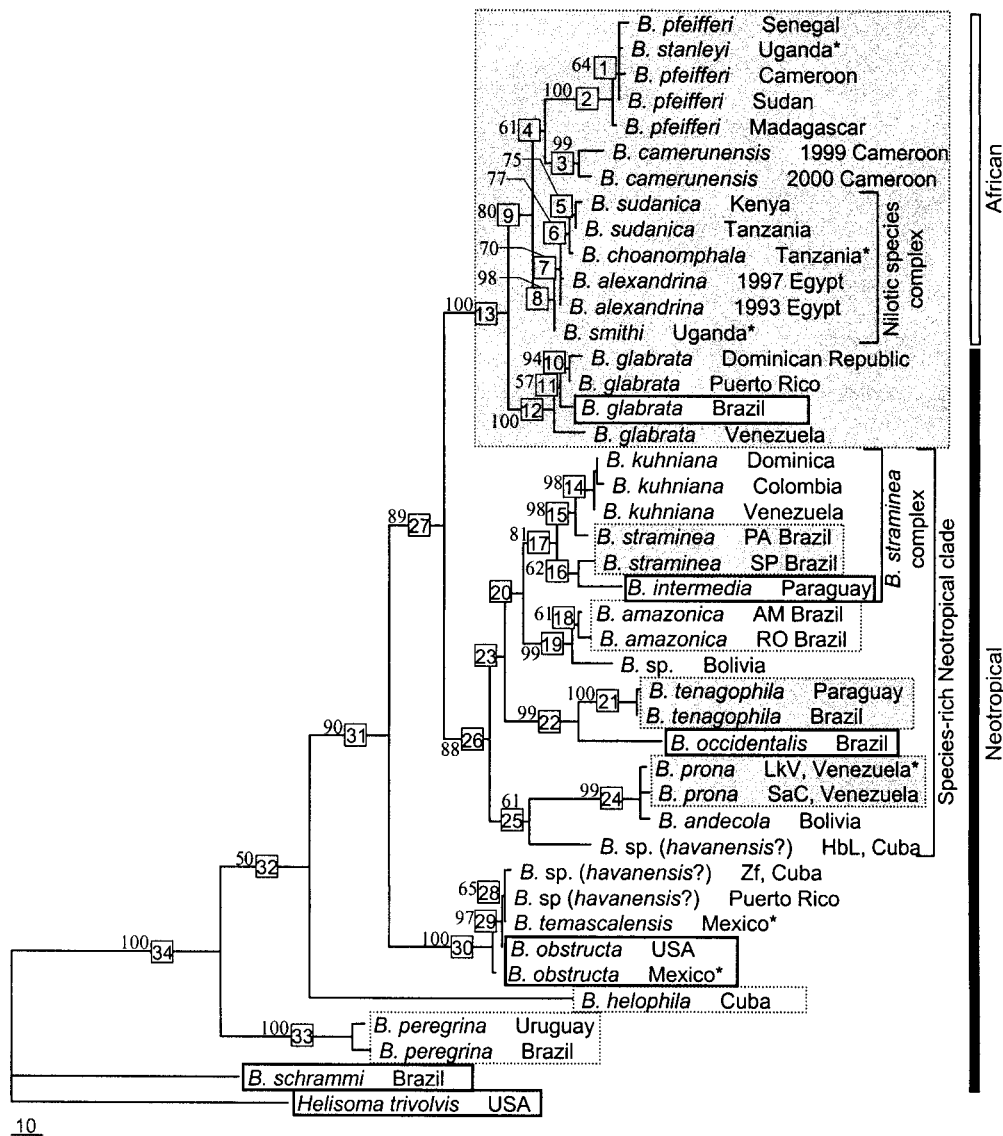 B. pfeifferi Senegal
B. stanleyi Uganda*
64 1 B. pfeifferi Cameroon
100 2 B. pfeifferi Sudan
B. pfeifferi Madagascar
61 4
99 3 B. camerunensis 1999 Cameroon
75 B. camerunensis 2000 Cameroon
77 5 B. sudanica Kenya
80 9 6 B. sudanica Tanzania
70 B. choanomphala Tanzania*
7 B. alexandrina 1997 Egypt
98 8 B. alexandrina 1993 Egypt
B. smithi Uganda*
Nilotic species complex
African
100 13
94 10 B. glabrata Dominican Republic
57 11 B. glabrata Puerto Rico
100 12 B. glabrata Brazil
B. glabrata Venezuela
B. kuhniana Dominica
98 14 B. kuhniana Colombia
98 15 B. kuhniana Venezuela
89 27
81 17 B. straminea PA Brazil
62 16 B. straminea SP Brazil
B. intermedia Paraguay
B. straminea complex
20
61 18 B. amazonica AM Brazil
99 19 B. amazonica RO Brazil
B. sp. Bolivia
23
100 21 B. tenagophila Paraguay
99 22 B. tenagophila Brazil
B. occidentalis Brazil
88 26
B. prona LkV, Venezuela*
99 24 B. prona SaC, Venezuela
61 25 B. andecola Bolivia
B. sp. (havanensis?) HbL, Cuba
Species-rich Neotropical clade
Neotropical
90 31
50 32
B. sp. (havanensis?) Zf, Cuba
65 28 B. sp (havanensis?) Puerto Rico
97 29 B. temascalensis Mexico*
100 30 B. obstructa USA
B. obstructa Mexico*
100 34
B. helophila Cuba
100 33 B. peregrina Uruguay
B. peregrina Brazil
B. schrammi Brazil
Helisoma trivolvis USA
10